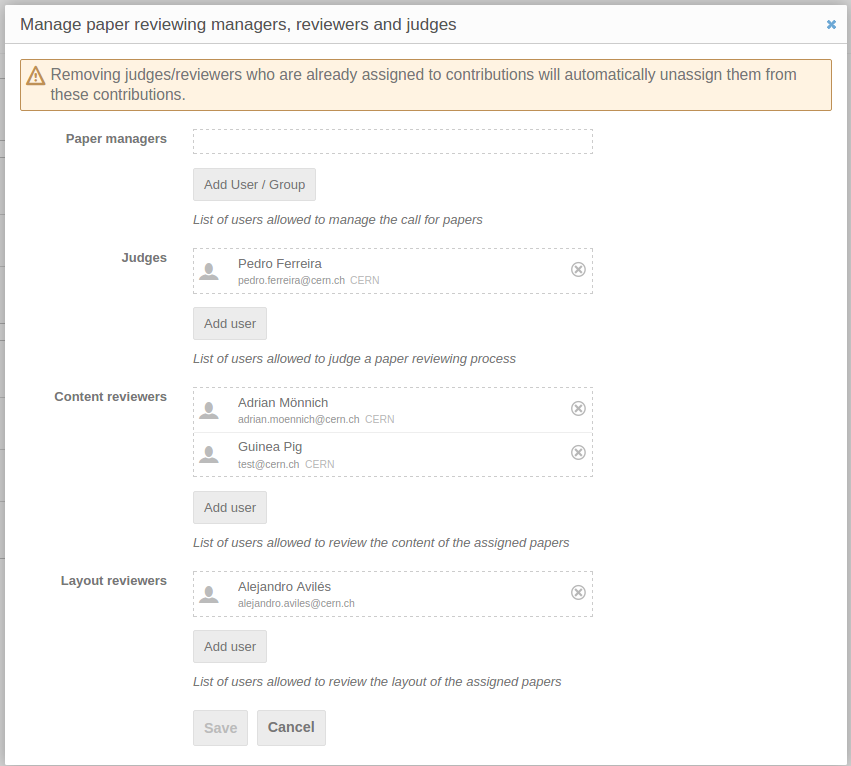 Manage paper reviewing managers, reviewers and judges
Removing judges/reviewers who are already assigned to contributions will automatically unassign them from
these contributions.
Paper managers
Add User / Group
List of users allowed to manage the call for papers
Judges
Pedro Ferreira
pedro.ferreira@cern.ch CERN
Add user
List of users allowed to judge a paper reviewing process
Content reviewers
Adrian Mönnich
adrian.moennich@cern.ch CERN
Guinea Pig
test@cern.ch CERN
Add user
List of users allowed to review the content of the assigned papers
Layout reviewers
Alejandro Avilés
alejandro.aviles@cern.ch
Add user
List of users allowed to review the layout of the assigned papers
Save Cancel